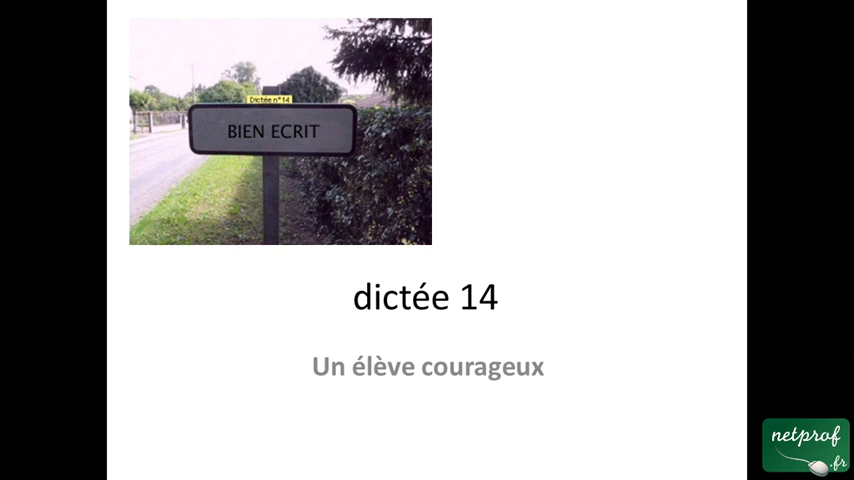 Dictée n°14
BIEN ECRIT
dictée 14
Un élève courageux
netprof
.fr